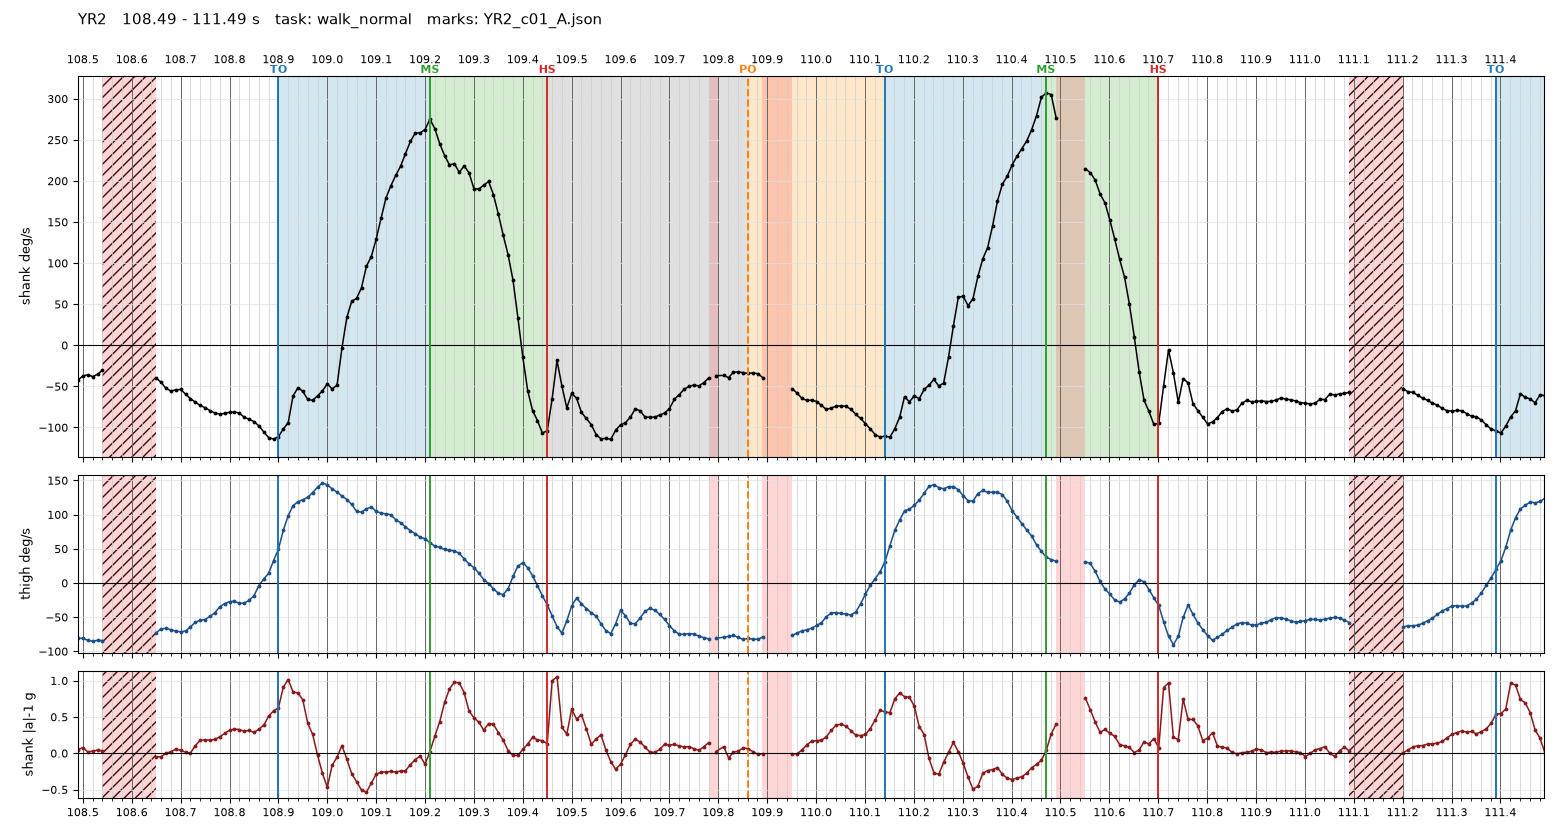 YR2   108.49 - 111.49 s   task: walk_normal   marks: YR2_c01_A.json
108.5 108.6 108.7 108.8 108.9 109.0 109.1 109.2 109.3 109.4 109.5 109.6 109.7 109.8 109.9 110.0 110.1 110.2 110.3 110.4 110.5 110.6 110.7 110.8 110.9 111.0 111.1 111.2 111.3 111.4
TO MS HS PO TO MS HS TO
shank deg/s
300
250
200
150
100
50
0
−50
−100
thigh deg/s
150
100
50
0
−50
−100
shank |a|-1 g
1.0
0.5
0.0
−0.5
108.5 108.6 108.7 108.8 108.9 109.0 109.1 109.2 109.3 109.4 109.5 109.6 109.7 109.8 109.9 110.0 110.1 110.2 110.3 110.4 110.5 110.6 110.7 110.8 110.9 111.0 111.1 111.2 111.3 111.4